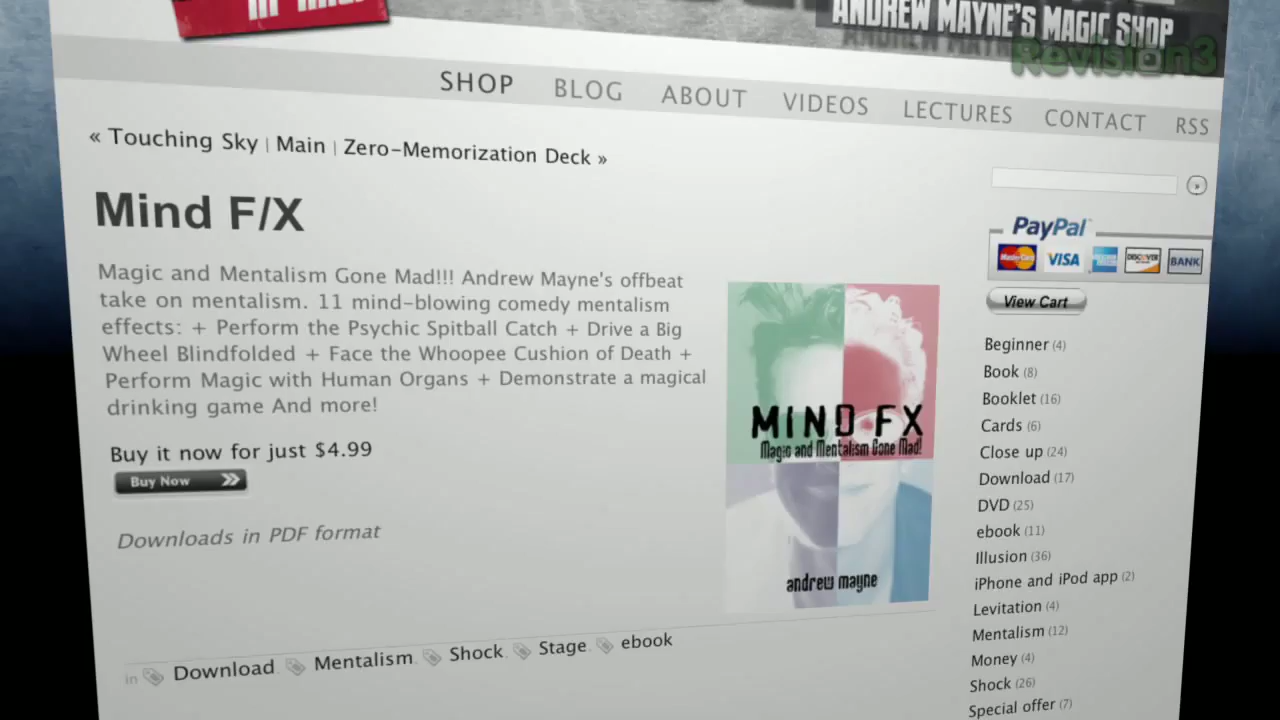 ANDREW MAYNE'S MAGIC SHOP
Revision3
SHOP BLOG ABOUT VIDEOS LECTURES CONTACT RSS
« Touching Sky | Main | Zero-Memorization Deck »
Mind F/X
Magic and Mentalism Gone Mad!!! Andrew Mayne's offbeat
take on mentalism. 11 mind-blowing comedy mentalism
effects: + Perform the Psychic Spitball Catch + Drive a Big
Wheel Blindfolded + Face the Whoopee Cushion of Death +
Perform Magic with Human Organs + Demonstrate a magical
drinking game And more!
Buy it now for just $4.99
Buy Now »
Downloads in PDF format
MIND FX
Magic and Mentalism Gone Mad!
andrew mayne
in Download, Mentalism, Shock, Stage, ebook
»
PayPal
MasterCard VISA AMERICAN EXPRESS DISCOVER BANK
View Cart
Beginner (4)
Book (8)
Booklet (16)
Cards (6)
Close up (24)
Download (17)
DVD (25)
ebook (11)
Illusion (36)
iPhone and iPod app (2)
Levitation (4)
Mentalism (12)
Money (4)
Shock (26)
Special offer (7)